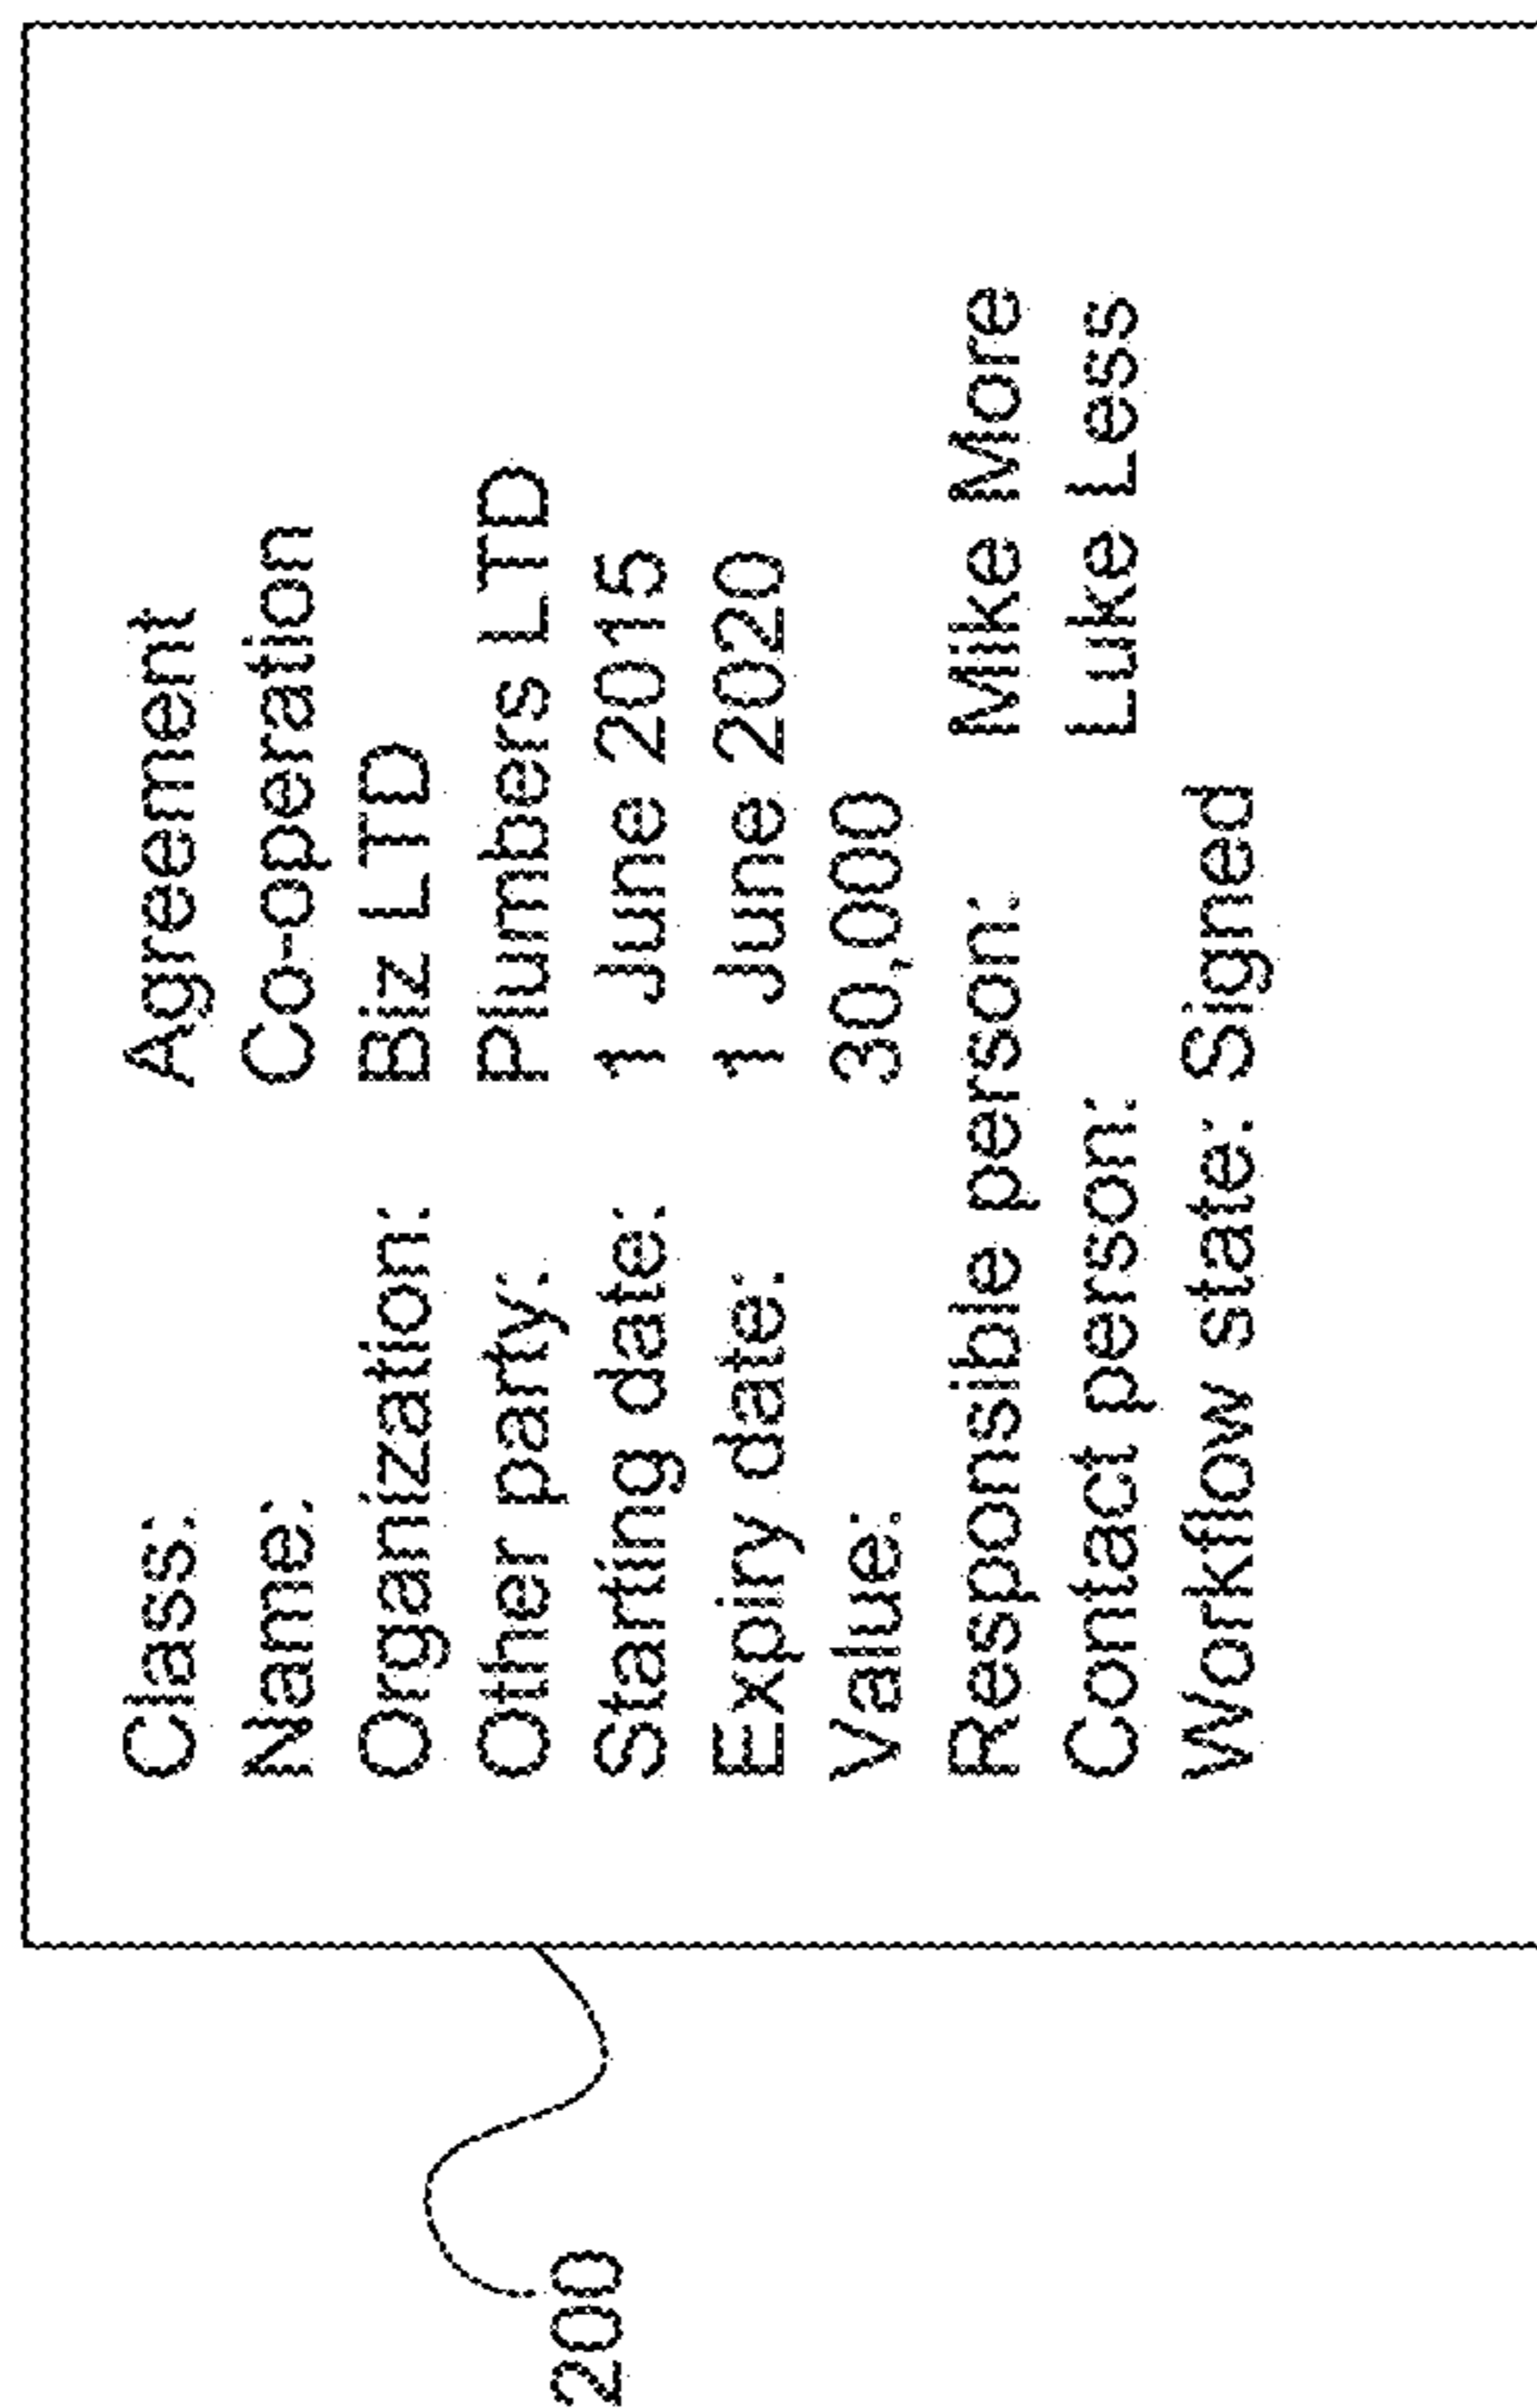 Class: Agreement
Name: Co-operation
Organization: Biz LTD
Other party: Plumbers LTD
Starting date: 1 June 2015
Expiry date: 1 June 2020
Value: 30,000
Responsible person: Mike More
Contact person: Luke Less
Workflow state: Signed
200